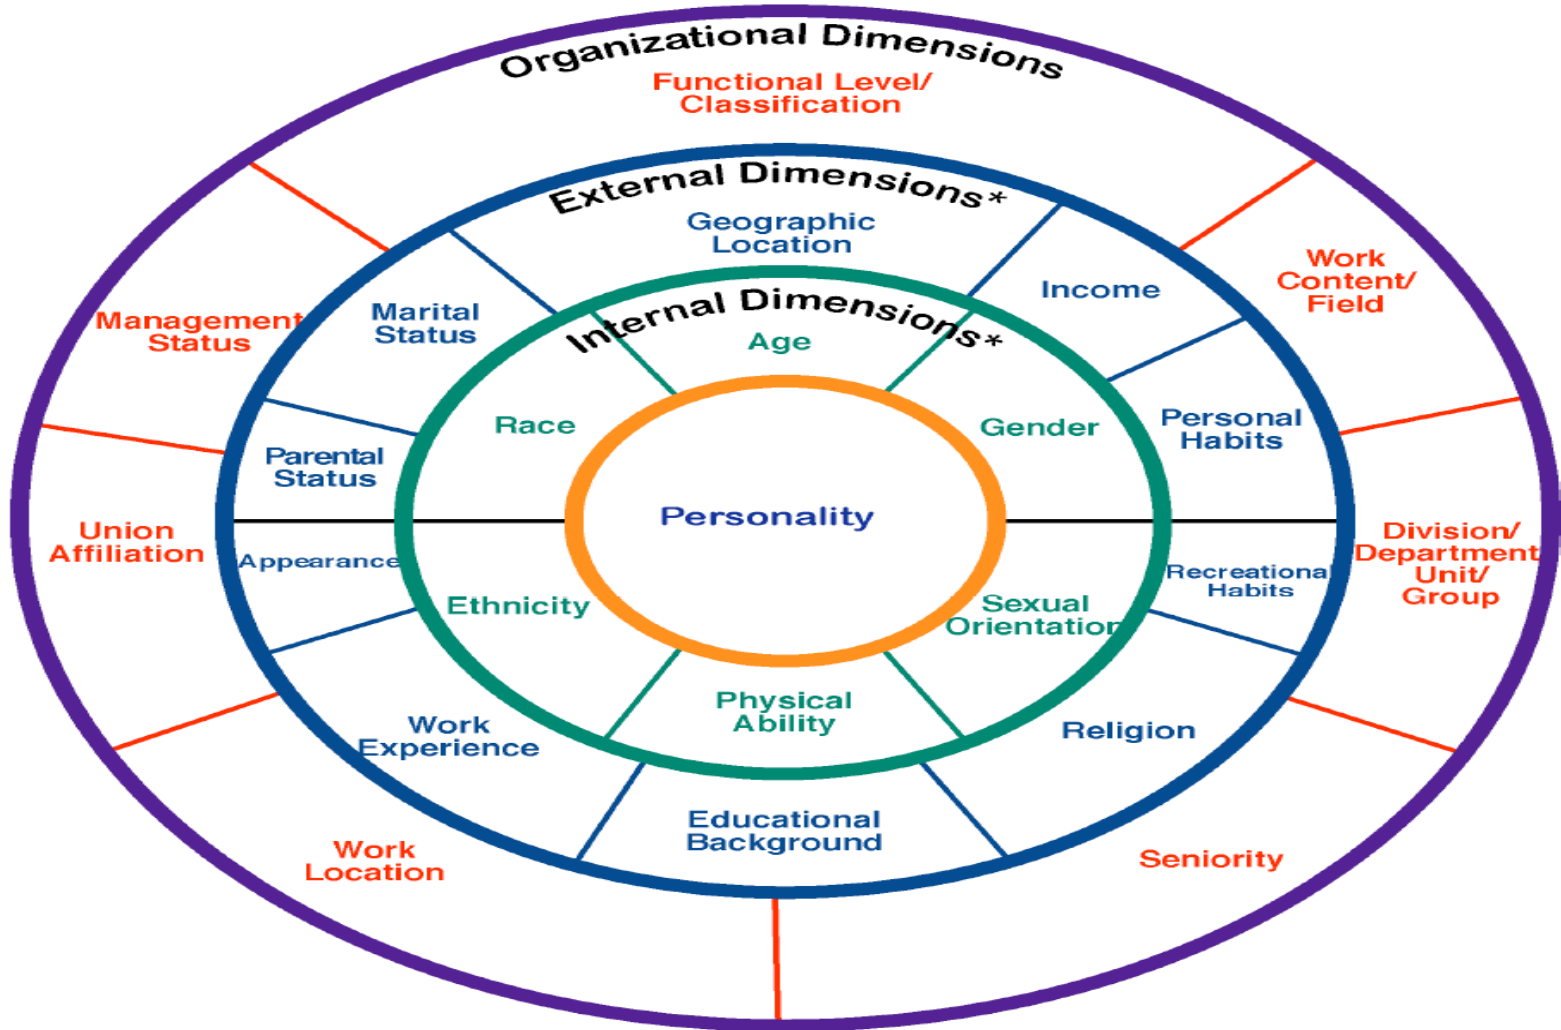 Organizational Dimensions
Functional Level/
Classification
External Dimensions*
Geographic
Location
Income
Work
Content/
Field
Marital
Status
Management
Status
Internal Dimensions*
Age
Race
Gender
Personal
Habits
Parental
Status
Personality
Union
Affiliation
Appearance
Ethnicity
Sexual
Orientation
Recreational
Habits
Division/
Department
Unit/
Group
Physical
Ability
Work
Experience
Religion
Educational
Background
Work
Location
Seniority